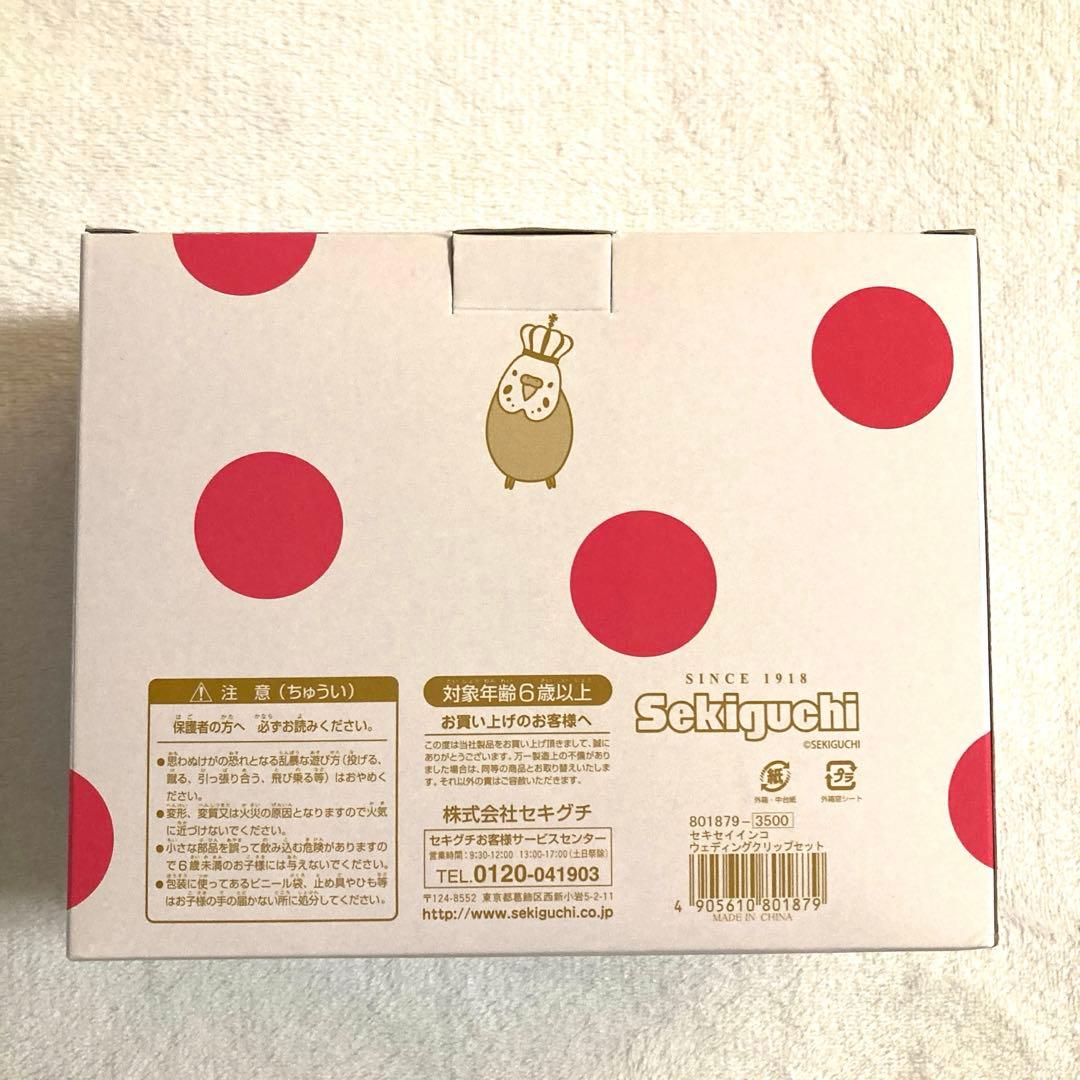 ⚠ 注 意(ちゅうい)
保護者の方へ 必ずお読みください。
●思わぬけがの恐れとなる乱暴な遊び方(投げる、
蹴る、引っ張り合う、飛び乗る等)はおやめく
ださい。
●変形、変質又は火災の原因となりますので火気
に近づけないでください。
●小さな部品を誤って飲み込む危険がありますの
で6歳未満のお子様には与えないでください。
●包装に使ってあるビニール袋、止め具やひも等
はお子様の手の届かない所に処分してください。
対象年齢6歳以上
お買い上げのお客様へ
この度は当社製品をお買い上げ頂きまして、誠に
ありがとうございます。万一製造上の不備があり
ました場合は、同等の商品とお取り替えいたしま
す。それ以外の責はご容赦いただきます。
株式会社セキグチ
セキグチお客様サービスセンター
営業時間:9:30-12:00 13:00-17:00(土日祭除)
TEL.0120-041903
〒124-8552 東京都葛飾区西新小岩5-2-11
http://www.sekiguchi.co.jp
SINCE 1918
Sekiguchi
©SEKIGUCHI
紙
プラ
外箱・中台紙
外箱窓シート
801879-3500
セキセイインコ
ウェディングクリップセット
4 905610 801879
MADE IN CHINA